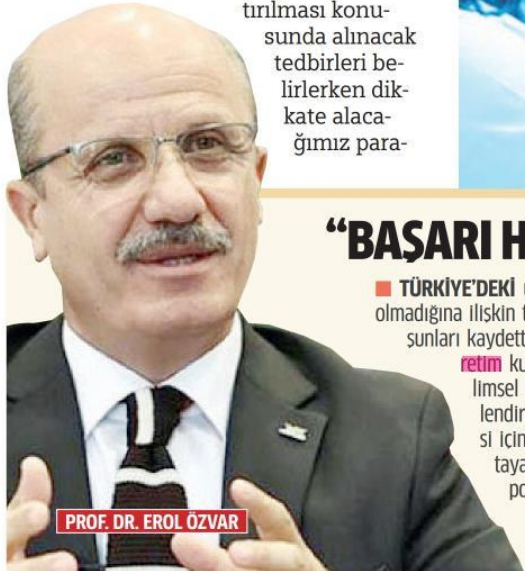 tırılması konu-
sunda alınacak
tedbirleri be-
lirlerken dik-
kate alaca-
ğımız para-
“BAŞARI H
TÜRKİYE’DEKİ
olmadığına ilişkin t
şunları kaydett
retim ku
limsel
lendir
si için
taya
po
PROF. DR. EROL ÖZVAR